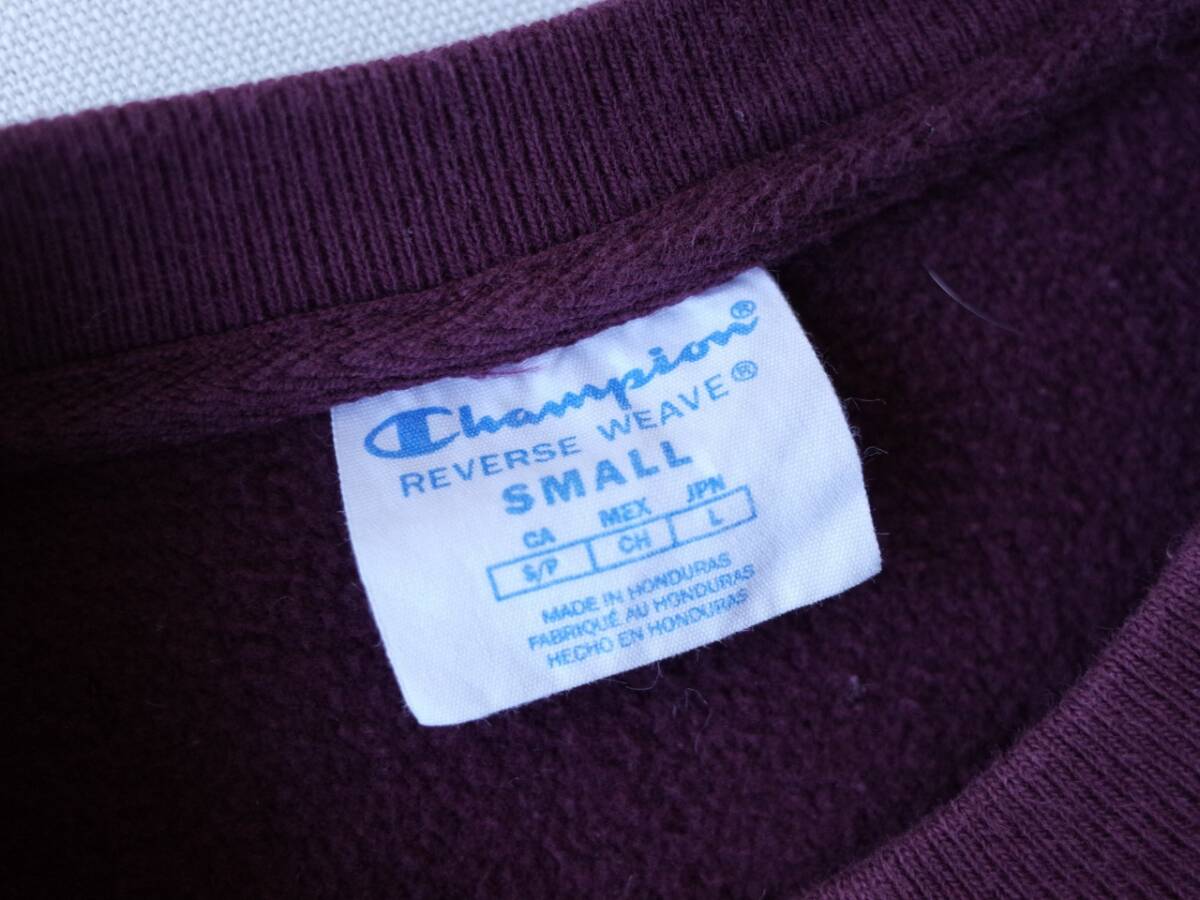 Champion®
REVERSE WEAVE®
SMALL
CA MEX JPN
S/P CH L
MADE IN HONDURAS
FABRIQUÉ AU HONDURAS
HECHO EN HONDURAS